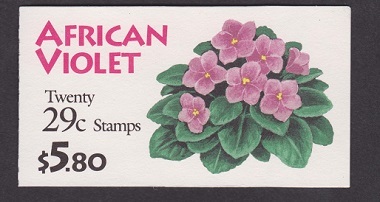 AFRICAN
VIOLET
Twenty
29c Stamps
$5.80